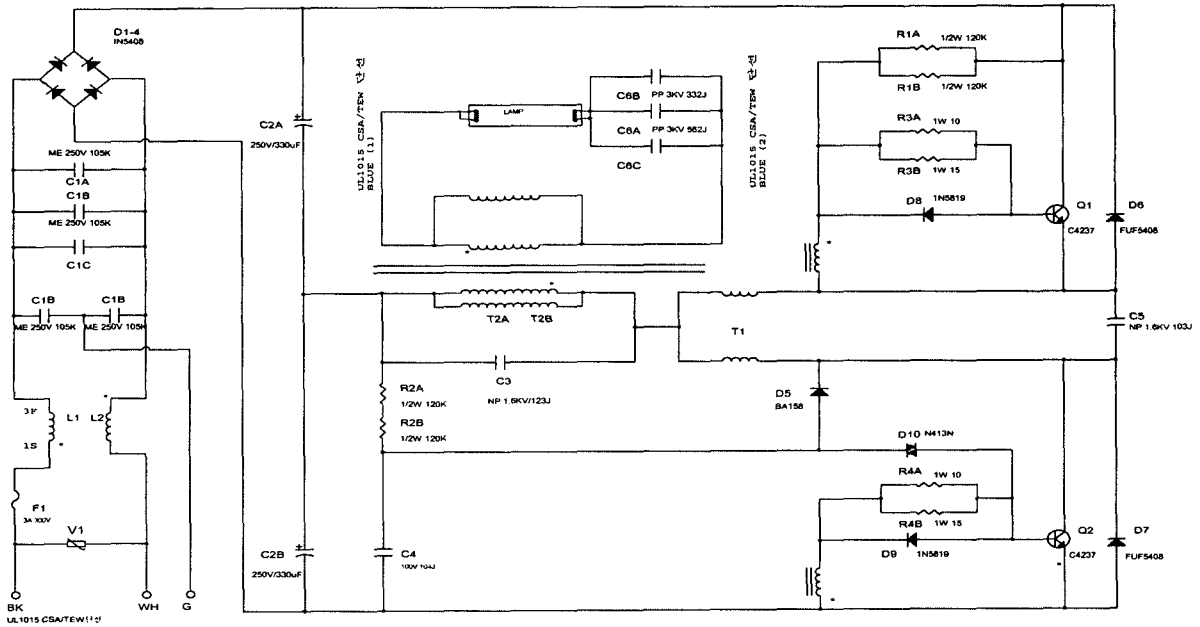 D1-4
IN5408
ME 250V 105K
C1A
C1B
ME 250V 105K
C1C
C1B
C1B
ME 250V 105K
ME 250V 105K
3F
L1
L2
1S
F1
3A 300V
V1
BK
WH
G
UL1015 CSA/TEW
C2A
250V/330uF
C2B
250V/330uF
UL1015 CSA/TEW 단선
BLUE (1)
LAMP
C6B
PP 3KV 332J
C6A
PP 3KV 562J
C6C
UL1015 CSA/TEW 단선
BLUE (2)
T2A
T2B
C3
NP 1.6KV/123J
R2A
1/2W 120K
R2B
1/2W 120K
C4
100V 104J
T1
D5
BA158
R1A
1/2W 120K
R1B
1/2W 120K
R3A
1W 10
R3B
1W 15
D8
1N5819
Q1
C4237
D6
FUF5408
C5
NP 1.6KV 103J
D10
N413N
R4A
1W 10
R4B
1W 15
D9
1N5819
Q2
C4237
D7
FUF5408